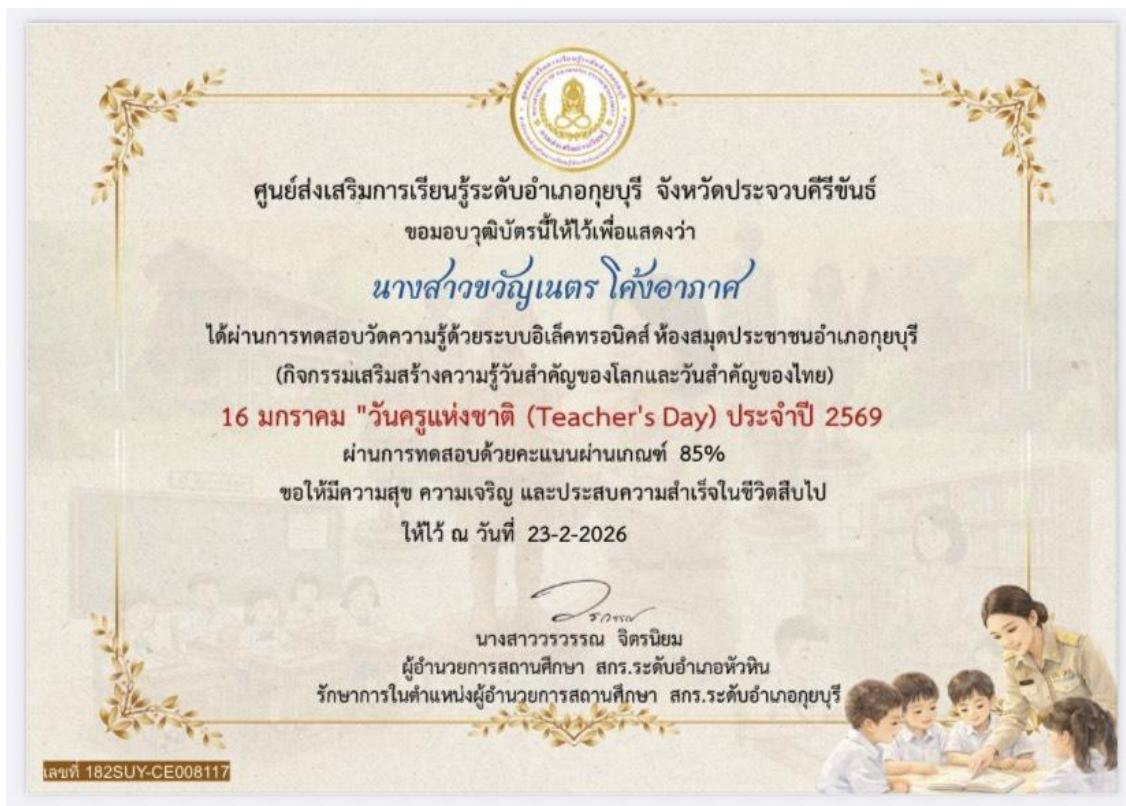 ศูนย์ส่งเสริมการเรียนรู้ระดับอำเภอกุยบุรี จังหวัดประจวบคีรีขันธ์
ขอมอบวุฒิบัตรนี้ให้ไว้เพื่อแสดงว่า
นางสาวขวัญเนตร โค้งอาภาศ
ได้ผ่านการทดสอบวัดความรู้ด้วยระบบอิเล็คทรอนิคส์ ห้องสมุดประชาชนอำเภอกุยบุรี
(กิจกรรมเสริมสร้างความรู้วันสำคัญของโลกและวันสำคัญของไทย)
16 มกราคม "วันครูแห่งชาติ (Teacher's Day) ประจำปี 2569
ผ่านการทดสอบด้วยคะแนนผ่านเกณฑ์ 85%
ขอให้มีความสุข ความเจริญ และประสบความสำเร็จในชีวิตสืบไป
ให้ไว้ ณ วันที่ 23-2-2026
นางสาววรวรรณ จิตรนิยม
ผู้อำนวยการสถานศึกษา สกร.ระดับอำเภอหัวหิน
รักษาการในตำแหน่งผู้อำนวยการสถานศึกษา สกร.ระดับอำเภอกุยบุรี
เลขที่ 182SUY-CE008117